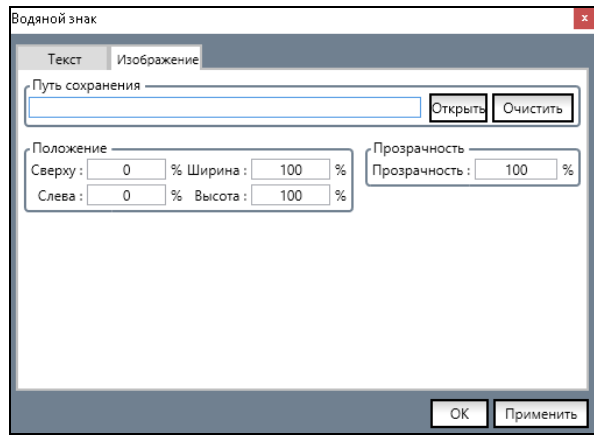 Водяной знак x
Текст Изображение
Путь сохранения
Открыть Очистить
Положение Прозрачность
Сверху : 0 % Ширина : 100 % Прозрачность : 100 %
Слева : 0 % Высота : 100 %
OK Применить